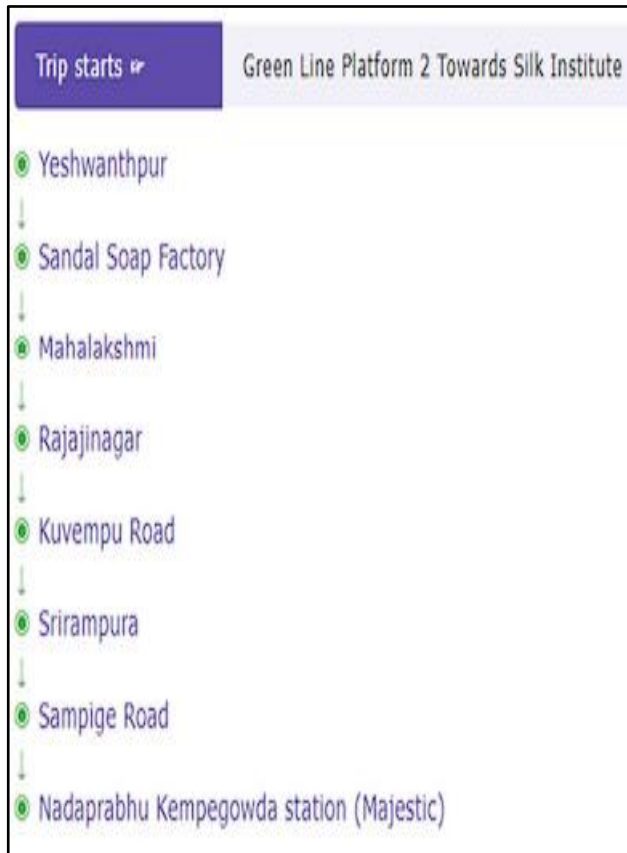 Trip starts ☞ Green Line Platform 2 Towards Silk Institute
Yeshwanthpur
Sandal Soap Factory
Mahalakshmi
Rajajinagar
Kuvempu Road
Srirampura
Sampige Road
Nadaprabhu Kempegowda station (Majestic)